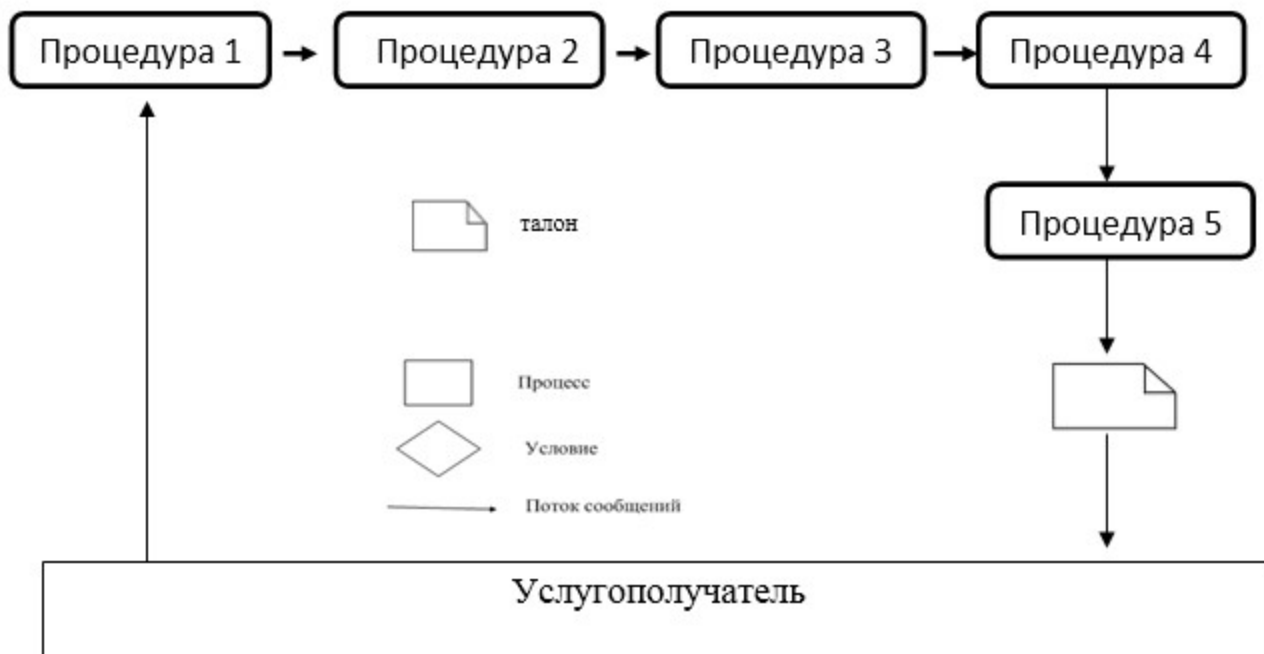 Процедура 1
Процедура 2
Процедура 3
Процедура 4
Процедура 5
талон
Процесс
Условие
Поток сообщений
Услугополучатель